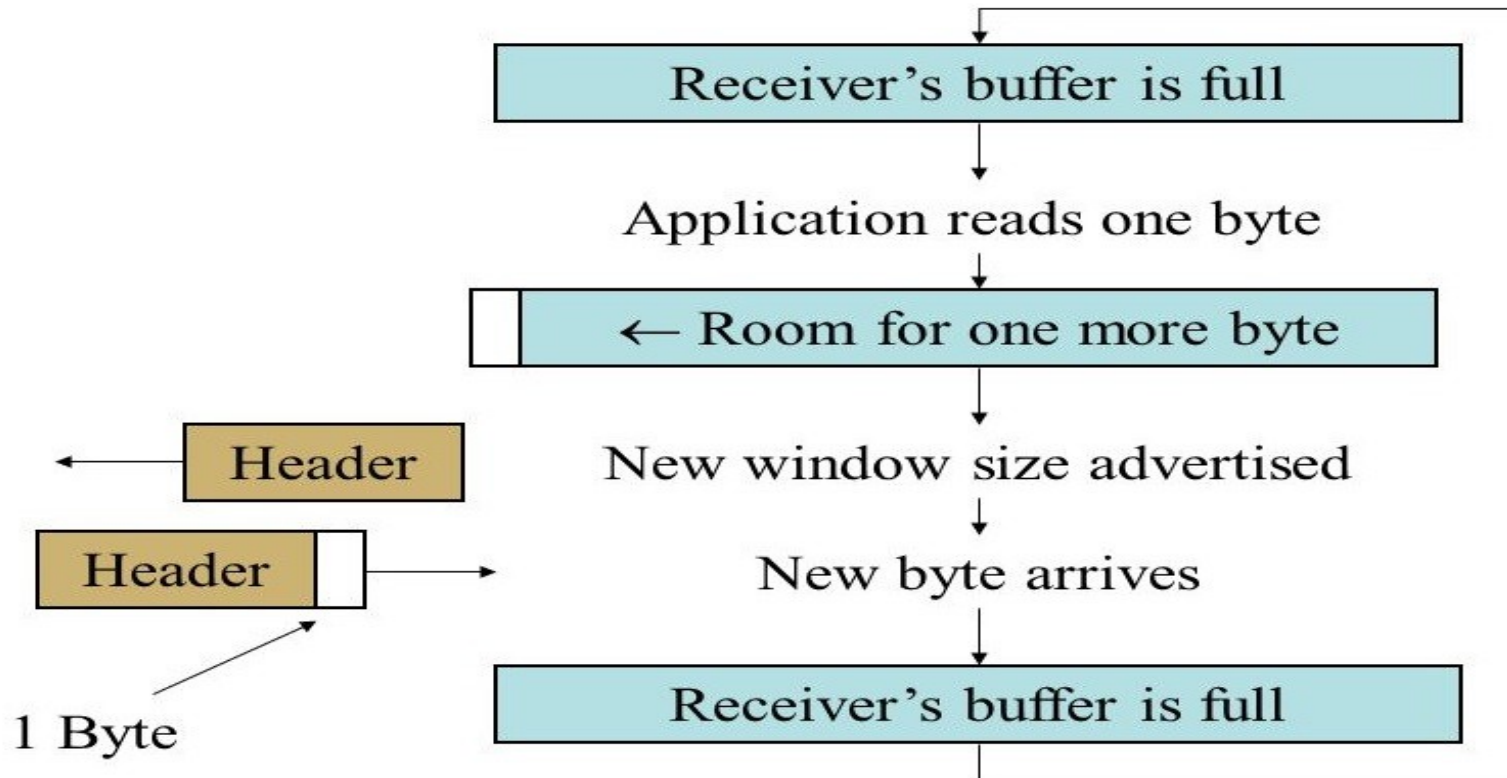 Receiver’s buffer is full
Application reads one byte
← Room for one more byte
Header
New window size advertised
Header
New byte arrives
1 Byte
Receiver’s buffer is full